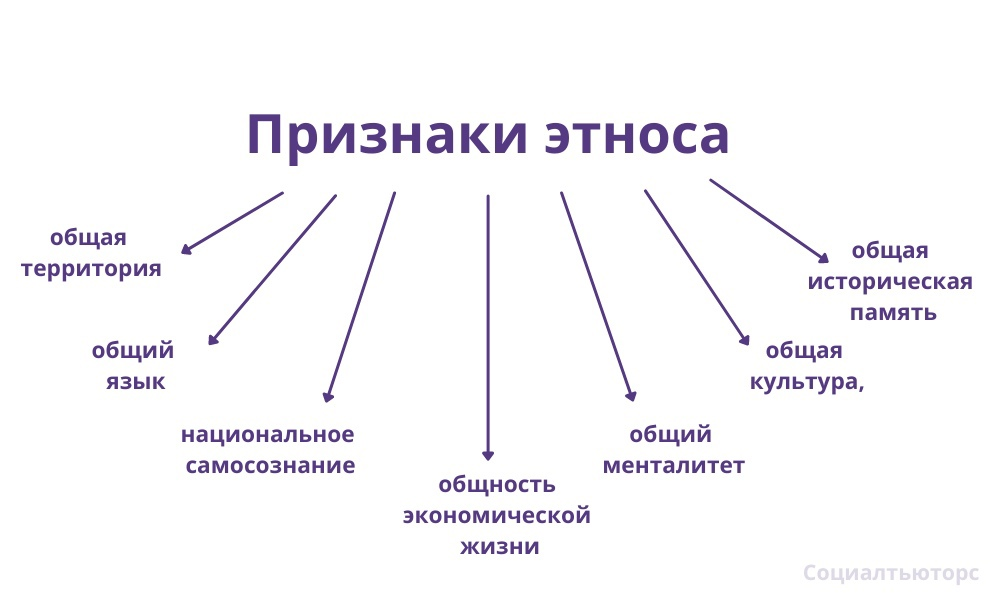 Признаки этноса
общая
территория
общий
язык
национальное
самосознание
общность
экономической
жизни
общий
менталитет
общая
культура,
общая
историческая
память
Социалтьюторс